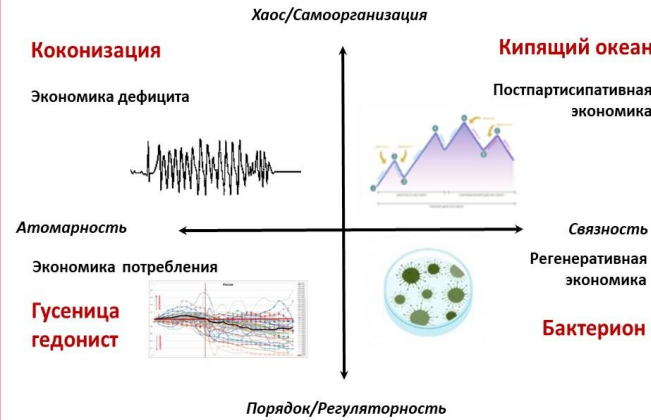 Хаос/Самоорганизация
Коконизация
Кипящий океан
Экономика дефицита
Постпартисипативная
экономика
Атомарность
Связность
Экономика потребления
Регенеративная
экономика
Гусеница
гедонист
Бактерион
Порядок/Регуляторность